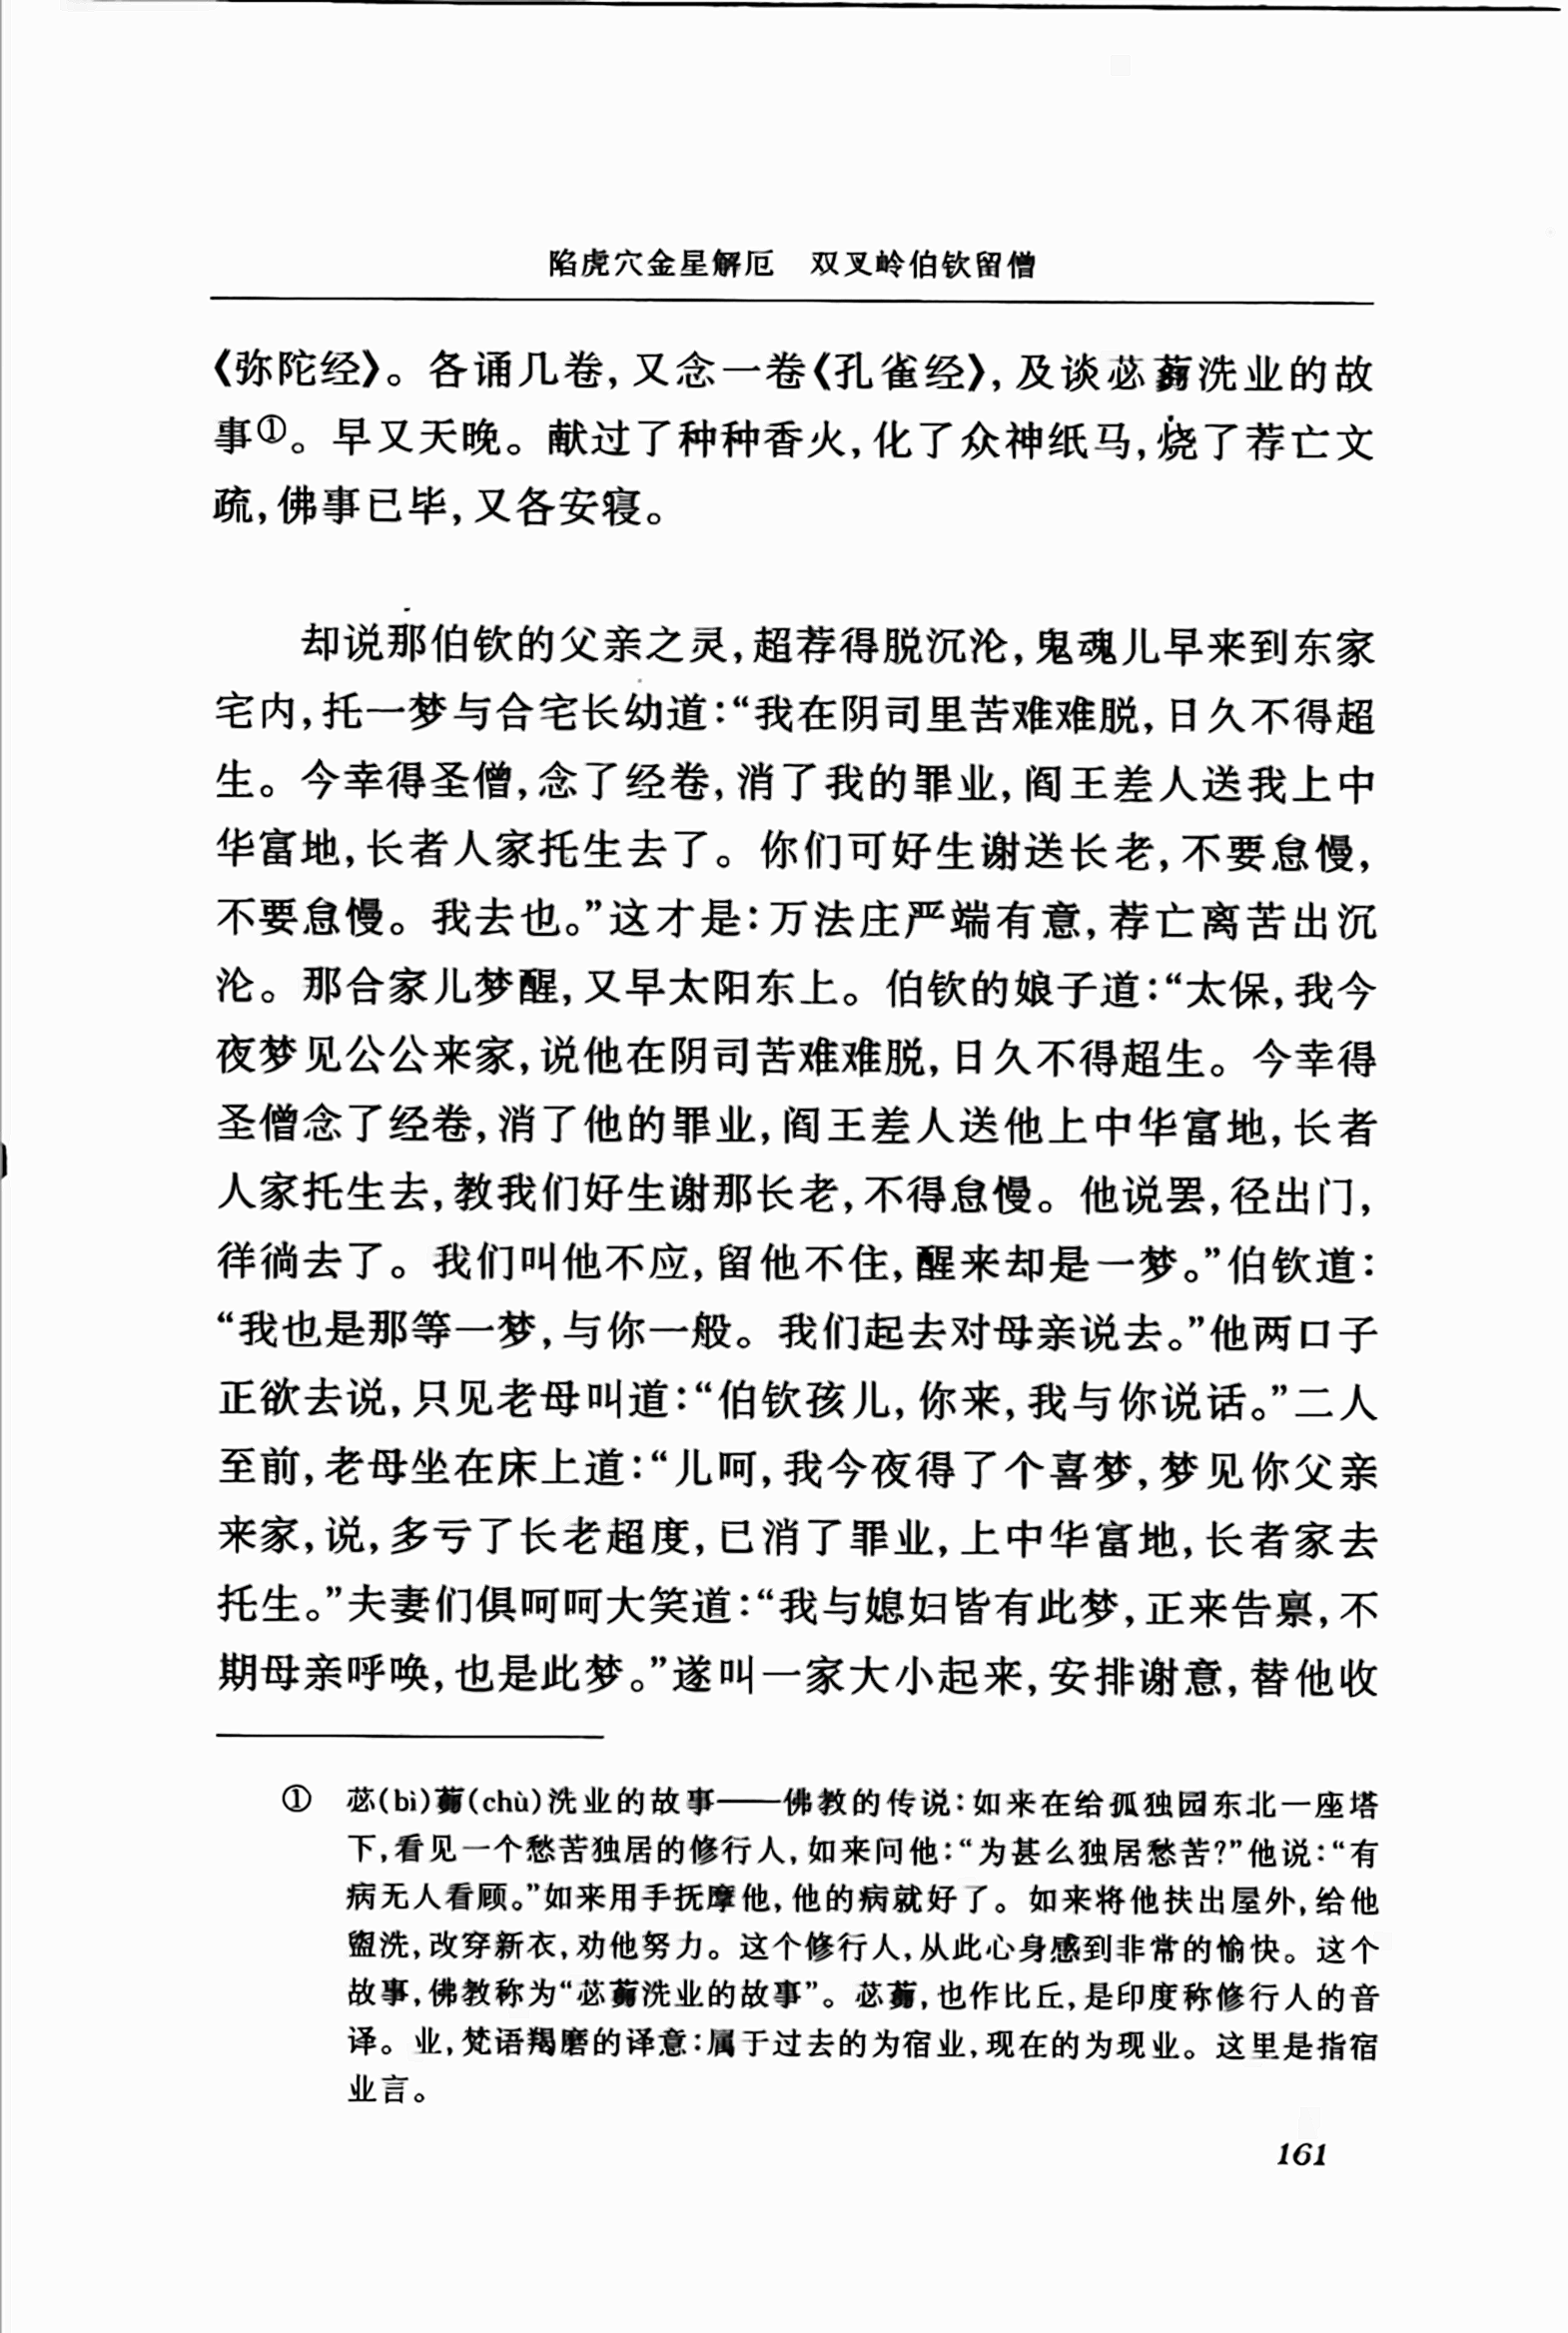 陷虎穴金星解厄　双叉岭伯钦留僧
《弥陀经》。各诵几卷，又念一卷《孔雀经》，及谈苾蒭洗业的故
事①。早又天晚。献过了种种香火，化了众神纸马，烧了荐亡文
疏，佛事已毕，又各安寝。
却说那伯钦的父亲之灵，超荐得脱沉沦，鬼魂儿早来到东家
宅内，托一梦与合宅长幼道：“我在阴司里苦难难脱，日久不得超
生。今幸得圣僧，念了经卷，消了我的罪业，阎王差人送我上中
华富地，长者人家托生去了。你们可好生谢送长老，不要怠慢，
不要怠慢。我去也。”这才是：万法庄严端有意，荐亡离苦出沉
沦。那合家儿梦醒，又早太阳东上。伯钦的娘子道：“太保，我今
夜梦见公公来家，说他在阴司苦难难脱，日久不得超生。今幸得
圣僧念了经卷，消了他的罪业，阎王差人送他上中华富地，长者
人家托生去，教我们好生谢那长老，不得怠慢。他说罢，径出门，
徉徜去了。我们叫他不应，留他不住，醒来却是一梦。”伯钦道：
“我也是那等一梦，与你一般。我们起去对母亲说去。”他两口子
正欲去说，只见老母叫道：“伯钦孩儿，你来，我与你说话。”二人
至前，老母坐在床上道：“儿呵，我今夜得了个喜梦，梦见你父亲
来家，说，多亏了长老超度，已消了罪业，上中华富地，长者家去
托生。”夫妻们俱呵呵大笑道：“我与媳妇皆有此梦，正来告禀，不
期母亲呼唤，也是此梦。”遂叫一家大小起来，安排谢意，替他收
①　苾(bì)蒭(chù)洗业的故事——佛教的传说：如来在给孤独园东北一座塔
下，看见一个愁苦独居的修行人，如来问他：“为甚么独居愁苦？”他说：“有
病无人看顾。”如来用手抚摩他，他的病就好了。如来将他扶出屋外，给他
盥洗，改穿新衣，劝他努力。这个修行人，从此心身感到非常的愉快。这个
故事，佛教称为“苾蒭洗业的故事”。苾蒭，也作比丘，是印度称修行人的音
译。业，梵语羯磨的译意：属于过去的为宿业，现在的为现业。这里是指宿
业言。
161